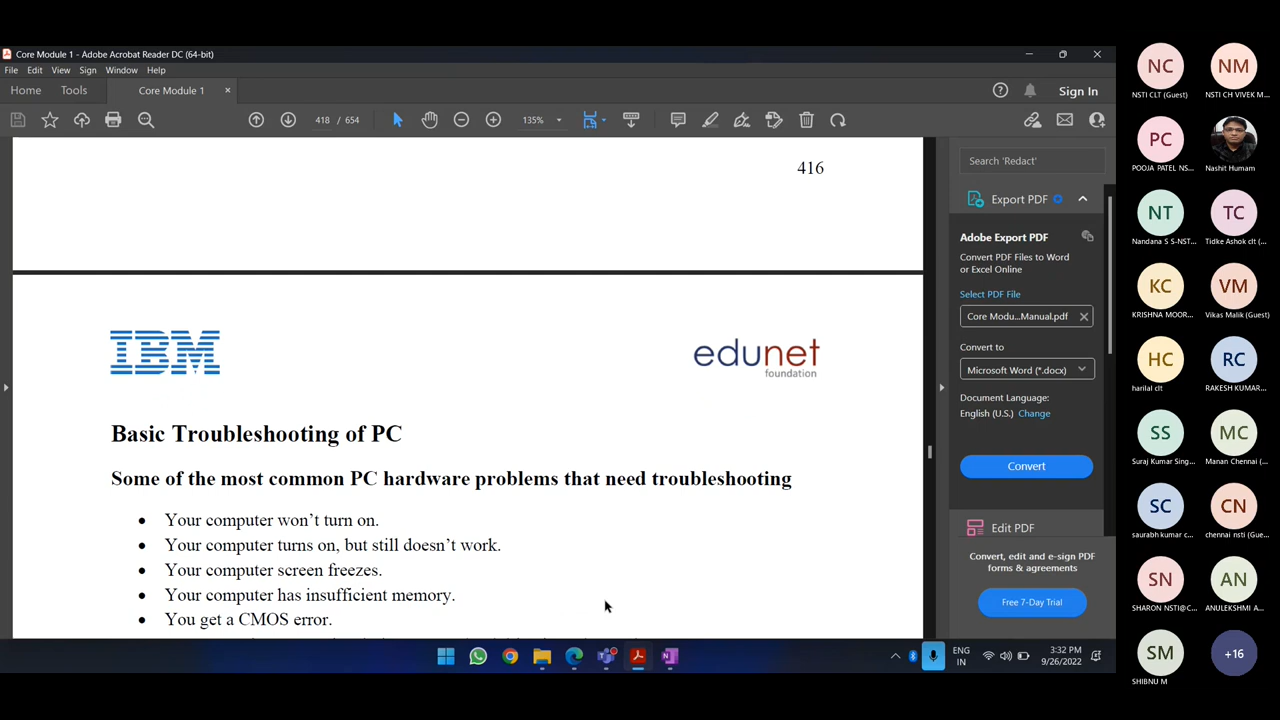 Core Module 1 - Adobe Acrobat Reader DC (64-bit)
File Edit View Sign Window Help
Home Tools Core Module 1 × Sign In
418 / 654 135%
416
IBM edunet
foundation
Basic Troubleshooting of PC
Some of the most common PC hardware problems that need troubleshooting
• Your computer won’t turn on.
• Your computer turns on, but still doesn’t work.
• Your computer screen freezes.
• Your computer has insufficient memory.
• You get a CMOS error.
Search 'Redact'
Export PDF
Adobe Export PDF
Convert PDF Files to Word
or Excel Online
Select PDF File
Core Modu...Manual.pdf
Convert to
Microsoft Word (*.docx)
Document Language:
English (U.S.) Change
Convert
Edit PDF
Convert, edit and e-sign PDF
forms & agreements
Free 7-Day Trial
ENG
IN
3:32 PM
9/26/2022
NC NM
NSTI CLT (Guest) NSTI CH VIVEK M...
PC
POOJA PATEL NS... Nashit Humam
NT TC
Nandana S S-NST... Tidke Ashok clt (...
KC VM
KRISHNA MOOR... Vikas Malik (Guest)
HC RC
harilal clt RAKESH KUMAR...
SS MC
Suraj Kumar Sing... Manan Chennai (...
SC CN
saurabh kumar c... chennai nsti (Gue...
SN AN
SHARON NSTI@C... ANULEKSHMI A...
SM +16
SHIBNU M